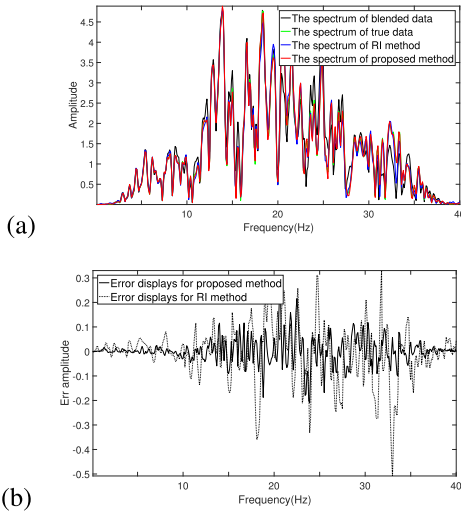 The spectrum of blended data
The spectrum of true data
The spectrum of RI method
The spectrum of proposed method
4.5
4
3.5
3
2.5
2
1.5
1
0.5
Amplitude
10
20
30
40
Frequency(Hz)
(a)
Error displays for proposed method
Error displays for RI method
0.3
0.2
0.1
0
-0.1
-0.2
-0.3
-0.4
-0.5
Err amplitude
10
20
30
40
Frequency(Hz)
(b)